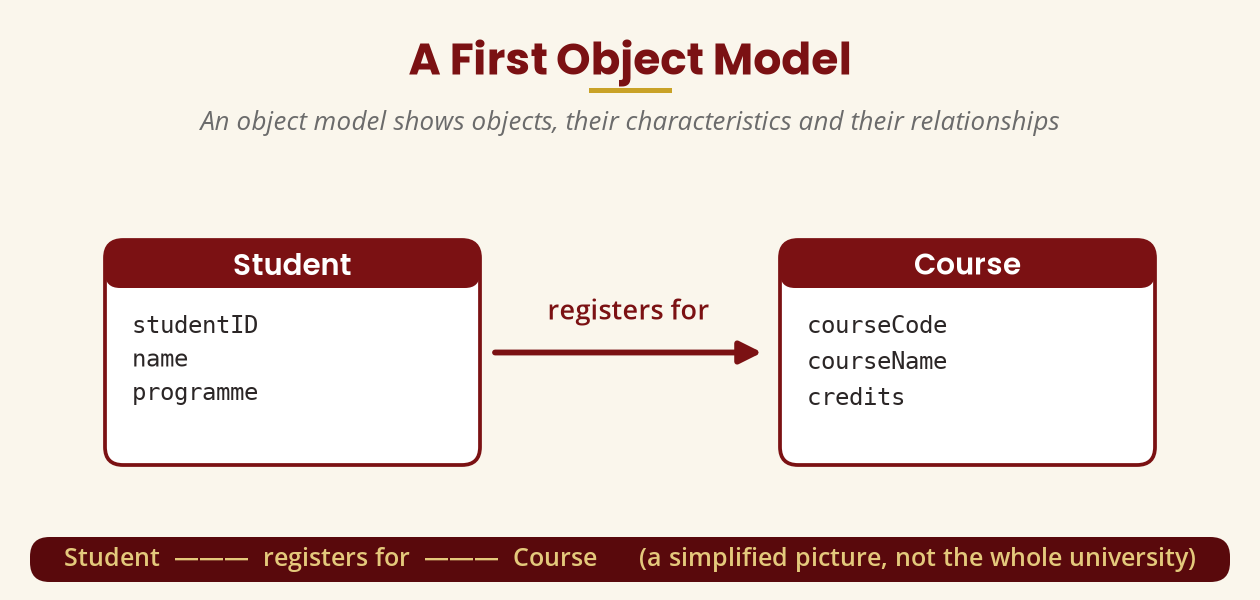 A First Object Model
An object model shows objects, their characteristics and their relationships
Student
studentID
name
programme
registers for
Course
courseCode
courseName
credits
Student ——— registers for ——— Course (a simplified picture, not the whole university)